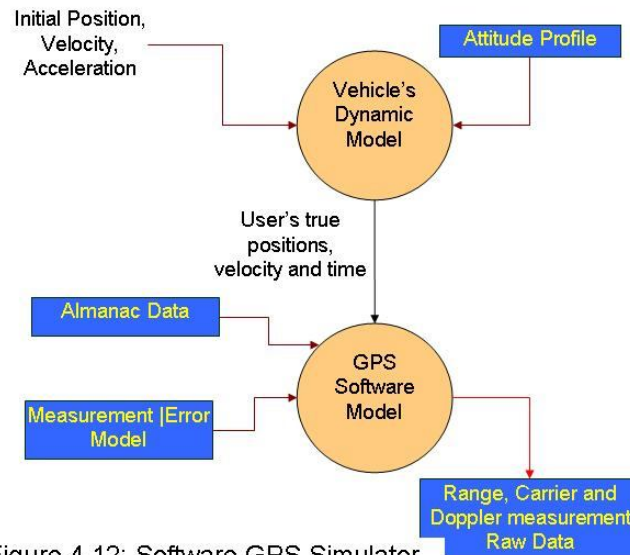 Initial Position,
Velocity,
Acceleration
Attitude Profile
Vehicle's
Dynamic
Model
User's true
positions,
velocity and time
Almanac Data
GPS
Software
Model
Measurement |Error
Model
Range, Carrier and
Doppler measurement
Raw Data
Figure 4.12: Software GPS Simulator